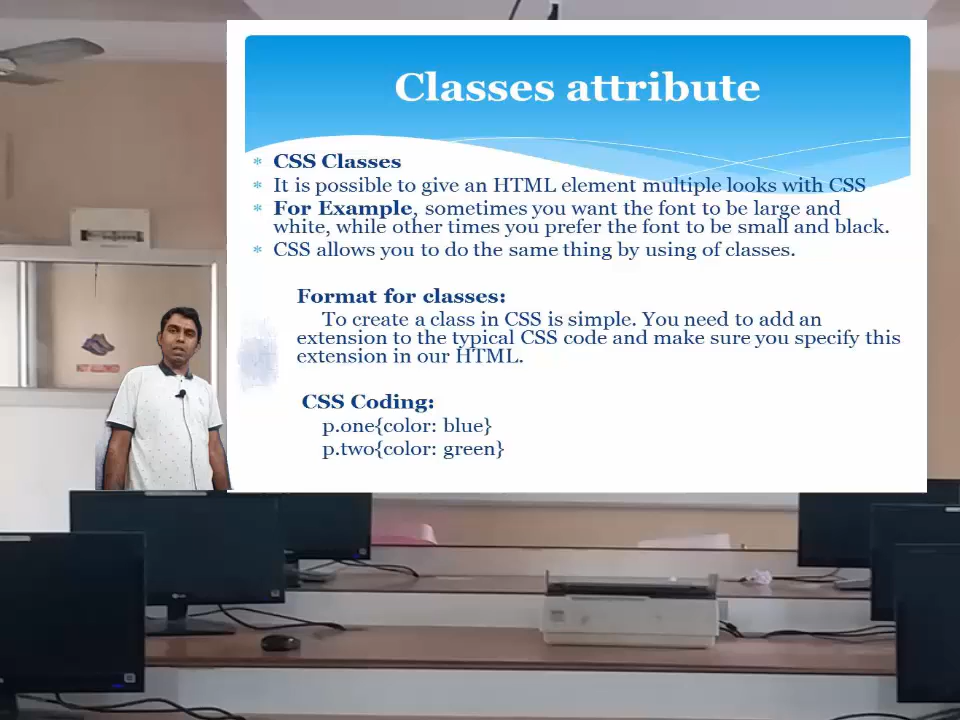 Classes attribute
CSS Classes
It is possible to give an HTML element multiple looks with CSS
For Example, sometimes you want the font to be large and
white, while other times you prefer the font to be small and black.
CSS allows you to do the same thing by using of classes.
Format for classes:
To create a class in CSS is simple. You need to add an
extension to the typical CSS code and make sure you specify this
extension in our HTML.
CSS Coding:
p.one{color: blue}
p.two{color: green}
NOT ALLOWED